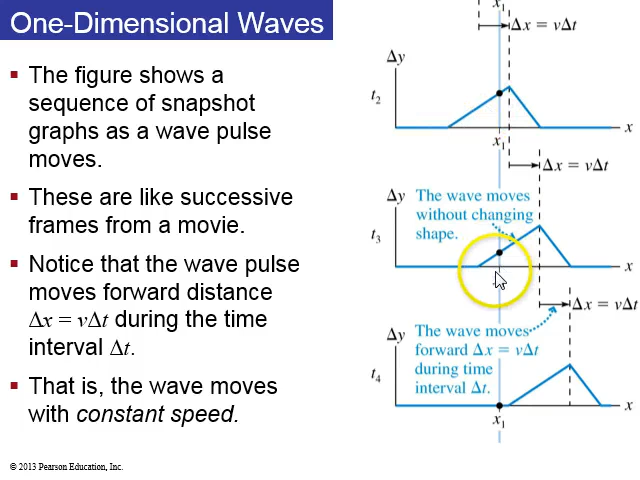 One-Dimensional Waves
▪ The figure shows a
sequence of snapshot
graphs as a wave pulse
moves.
▪ These are like successive
frames from a movie.
▪ Notice that the wave pulse
moves forward distance
Δx = vΔt during the time
interval Δt.
▪ That is, the wave moves
with constant speed.
© 2013 Pearson Education, Inc.
x₁
Δx = vΔt
Δy
t₂
x
x₁
Δx = vΔt
Δy
The wave moves
without changing
shape.
t₃
x
Δx = vΔt
Δy
The wave moves
forward Δx = vΔt
during time
interval Δt.
t₄
x
x₁